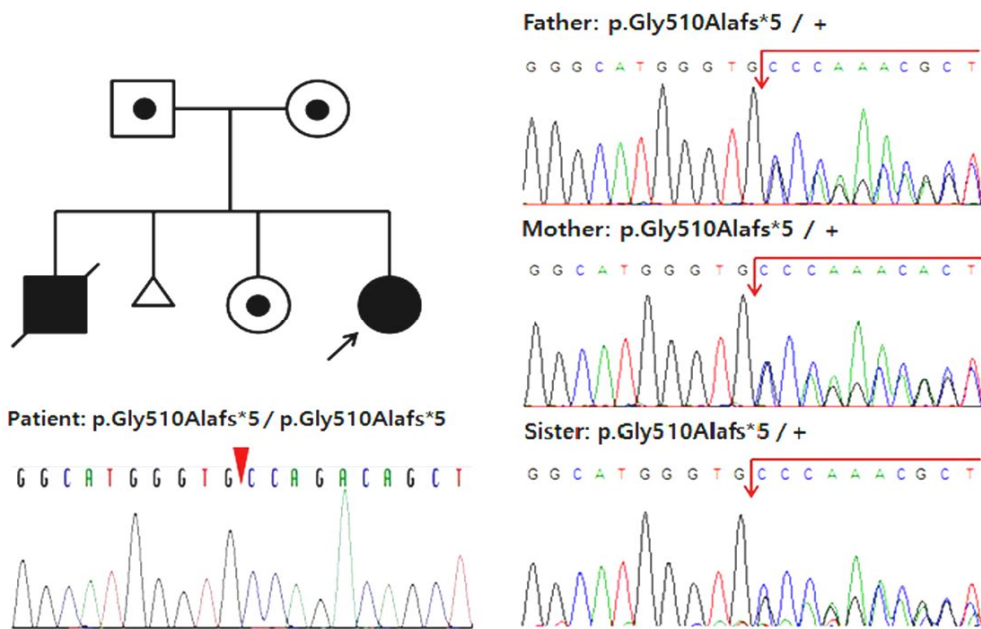 Father: p.Gly510Alafs*5 / +
G G G C A T G G G T G C C C A A A C G C T
Mother: p.Gly510Alafs*5 / +
G G C A T G G G T G C C C A A A C A C T
Patient: p.Gly510Alafs*5 / p.Gly510Alafs*5
G G C A T G G G T G C C A G A C A G C T
Sister: p.Gly510Alafs*5 / +
G G C A T G G G T G C C C A A A C G C T